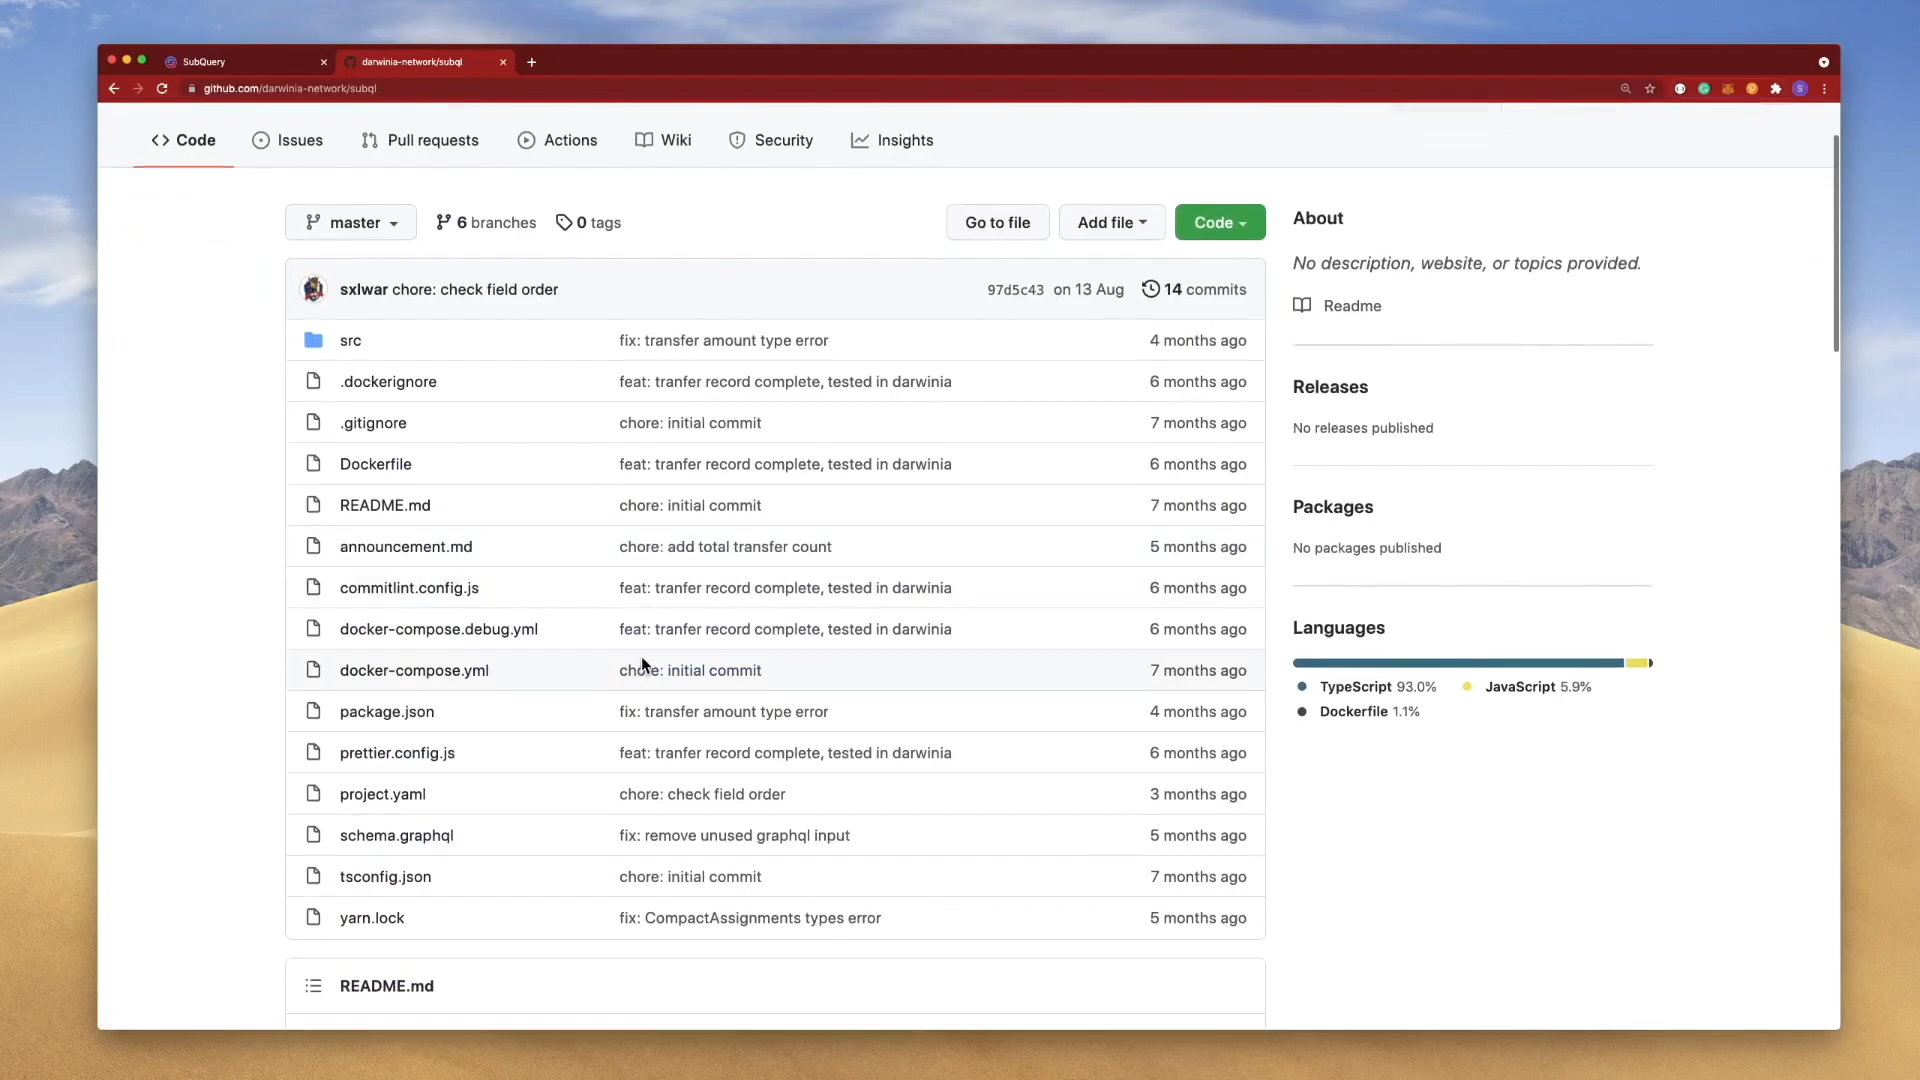 SubQuery
darwinia-network/subql
github.com/darwinia-network/subql
S
Code
Issues
Pull requests
Actions
Wiki
Security
Insights
master
6 branches
0 tags
Go to file
Add file
Code
sxlwar chore: check field order
97d5c43 on 13 Aug
14 commits
src fix: transfer amount type error 4 months ago
.dockerignore feat: tranfer record complete, tested in darwinia 6 months ago
.gitignore chore: initial commit 7 months ago
Dockerfile feat: tranfer record complete, tested in darwinia 6 months ago
README.md chore: initial commit 7 months ago
announcement.md chore: add total transfer count 5 months ago
commitlint.config.js feat: tranfer record complete, tested in darwinia 6 months ago
docker-compose.debug.yml feat: tranfer record complete, tested in darwinia 6 months ago
docker-compose.yml chore: initial commit 7 months ago
package.json fix: transfer amount type error 4 months ago
prettier.config.js feat: tranfer record complete, tested in darwinia 6 months ago
project.yaml chore: check field order 3 months ago
schema.graphql fix: remove unused graphql input 5 months ago
tsconfig.json chore: initial commit 7 months ago
yarn.lock fix: CompactAssignments types error 5 months ago
README.md
About
No description, website, or topics provided.
Readme
Releases
No releases published
Packages
No packages published
Languages
TypeScript 93.0%
JavaScript 5.9%
Dockerfile 1.1%